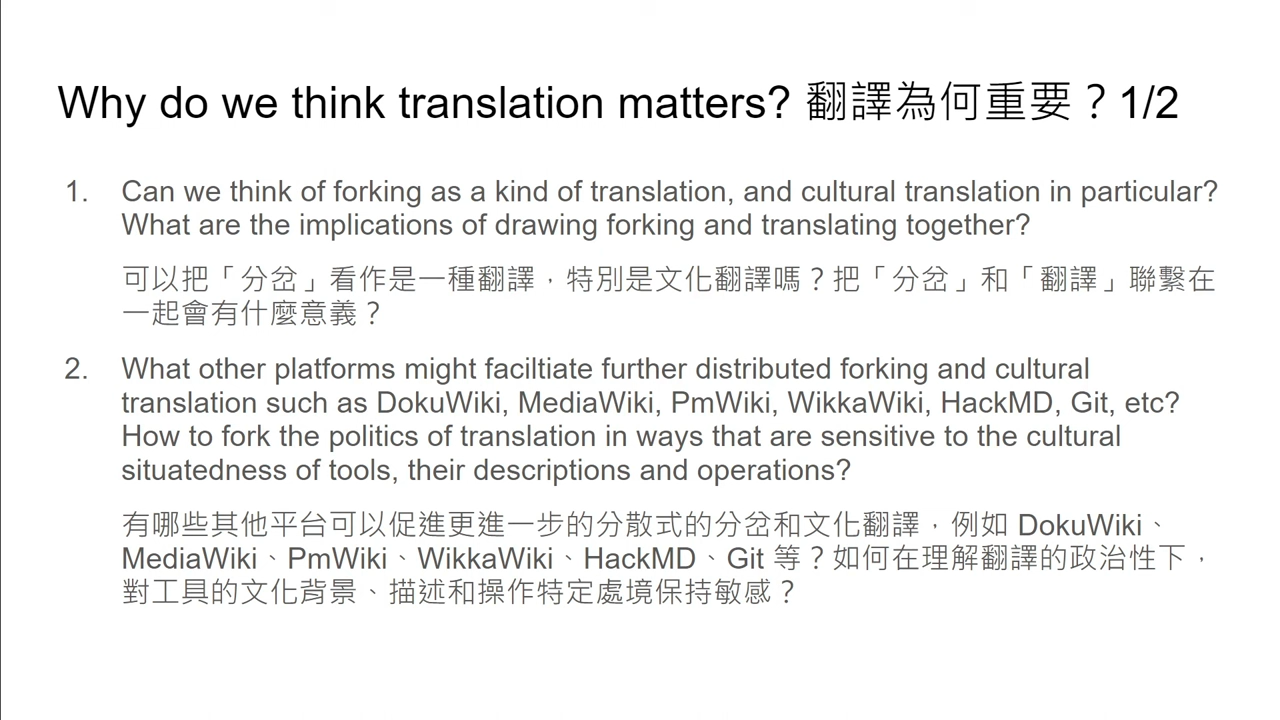 Why do we think translation matters? 翻譯為何重要？1/2
1. Can we think of forking as a kind of translation, and cultural translation in particular?
What are the implications of drawing forking and translating together?
可以把「分岔」看作是一種翻譯，特別是文化翻譯嗎？把「分岔」和「翻譯」聯繫在
一起會有什麼意義？
2. What other platforms might faciltiate further distributed forking and cultural
translation such as DokuWiki, MediaWiki, PmWiki, WikkaWiki, HackMD, Git, etc?
How to fork the politics of translation in ways that are sensitive to the cultural
situatedness of tools, their descriptions and operations?
有哪些其他平台可以促進更進一步的分散式的分岔和文化翻譯，例如 DokuWiki、
MediaWiki、PmWiki、WikkaWiki、HackMD、Git 等？如何在理解翻譯的政治性下，
對工具的文化背景、描述和操作特定處境保持敏感？